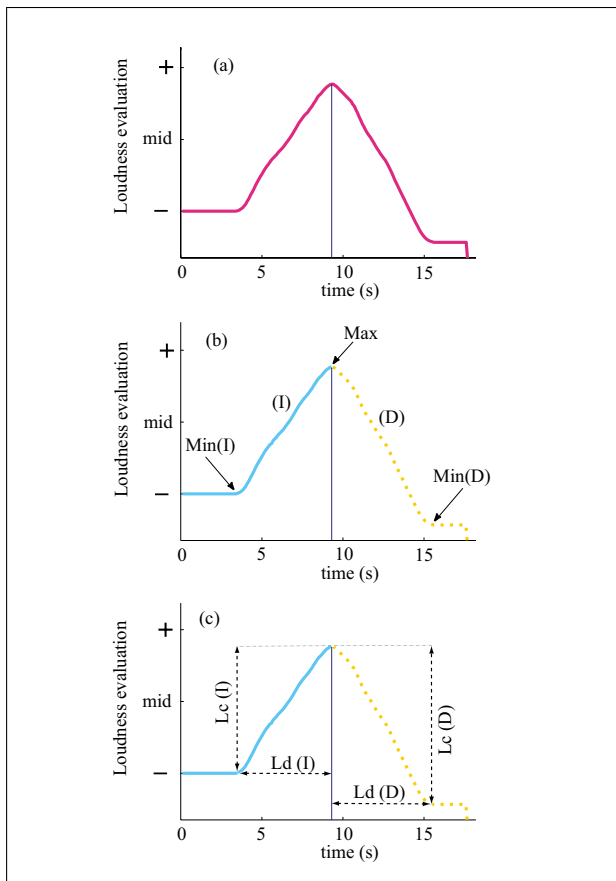 (a)
+
mid
−
Loudness evaluation
0 5 10 15
time (s)
(b)
Max
+
(I)
(D)
mid
Min(I)
Min(D)
−
Loudness evaluation
0 5 10 15
time (s)
(c)
+
mid
−
Loudness evaluation
Lc (I)
Lc (D)
Ld (I)
Ld (D)
0 5 10 15
time (s)